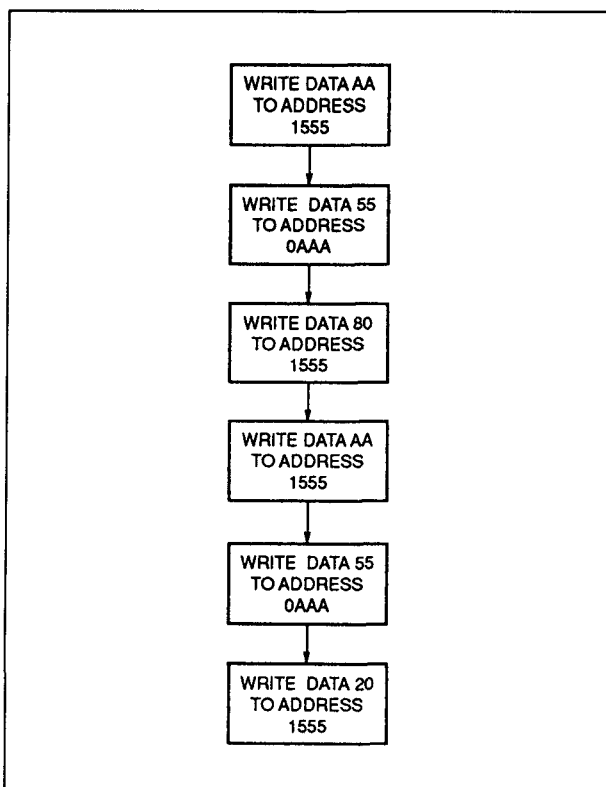 WRITE DATA AA
TO ADDRESS
1555
WRITE DATA 55
TO ADDRESS
0AAA
WRITE DATA 80
TO ADDRESS
1555
WRITE DATA AA
TO ADDRESS
1555
WRITE DATA 55
TO ADDRESS
0AAA
WRITE DATA 20
TO ADDRESS
1555